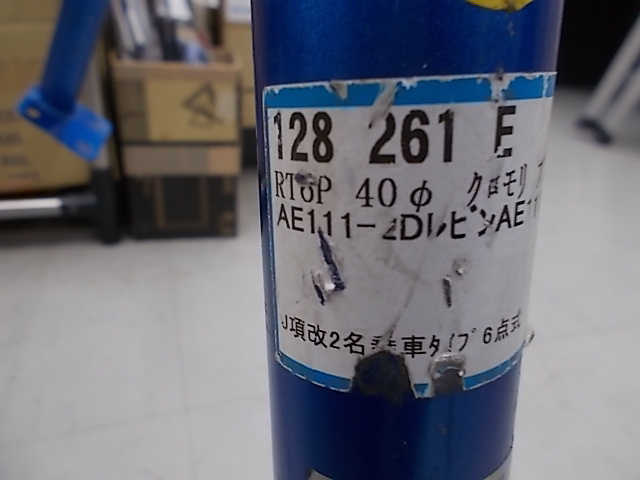 128 261 E
RT6P 40φ クロモリ
AE111-2Dレビン AE1
J項改2名乗車タイプ 6点式